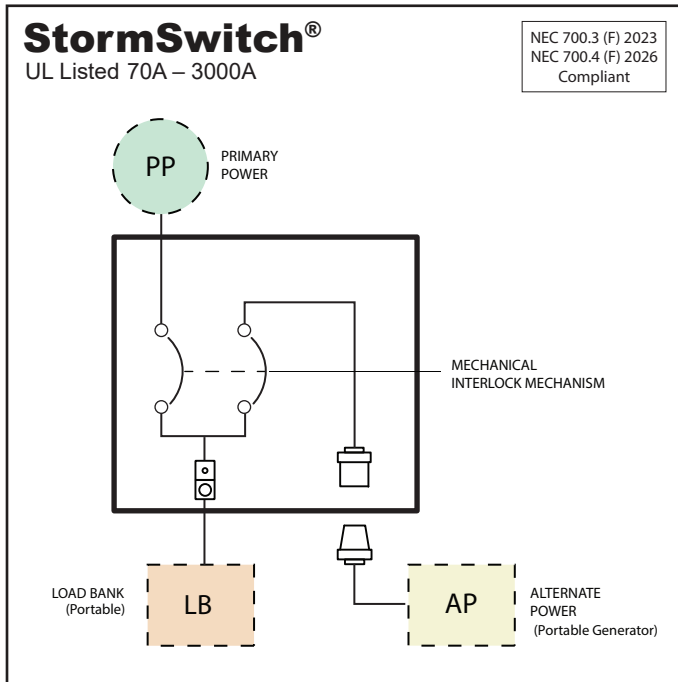 StormSwitch®
UL Listed 70A – 3000A
NEC 700.3 (F) 2023
NEC 700.4 (F) 2026
Compliant
PP
PRIMARY
POWER
MECHANICAL
INTERLOCK MECHANISM
LOAD BANK
(Portable)
LB
AP
ALTERNATE
POWER
(Portable Generator)